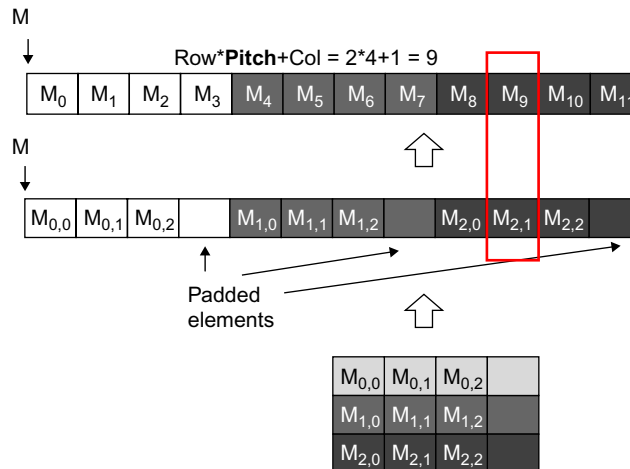 M
Row*Pitch+Col = 2*4+1 = 9
M0 M1 M2 M3 M4 M5 M6 M7 M8 M9 M10 M11
M
M0,0 M0,1 M0,2 M1,0 M1,1 M1,2 M2,0 M2,1 M2,2
Padded
elements
M0,0 M0,1 M0,2
M1,0 M1,1 M1,2
M2,0 M2,1 M2,2